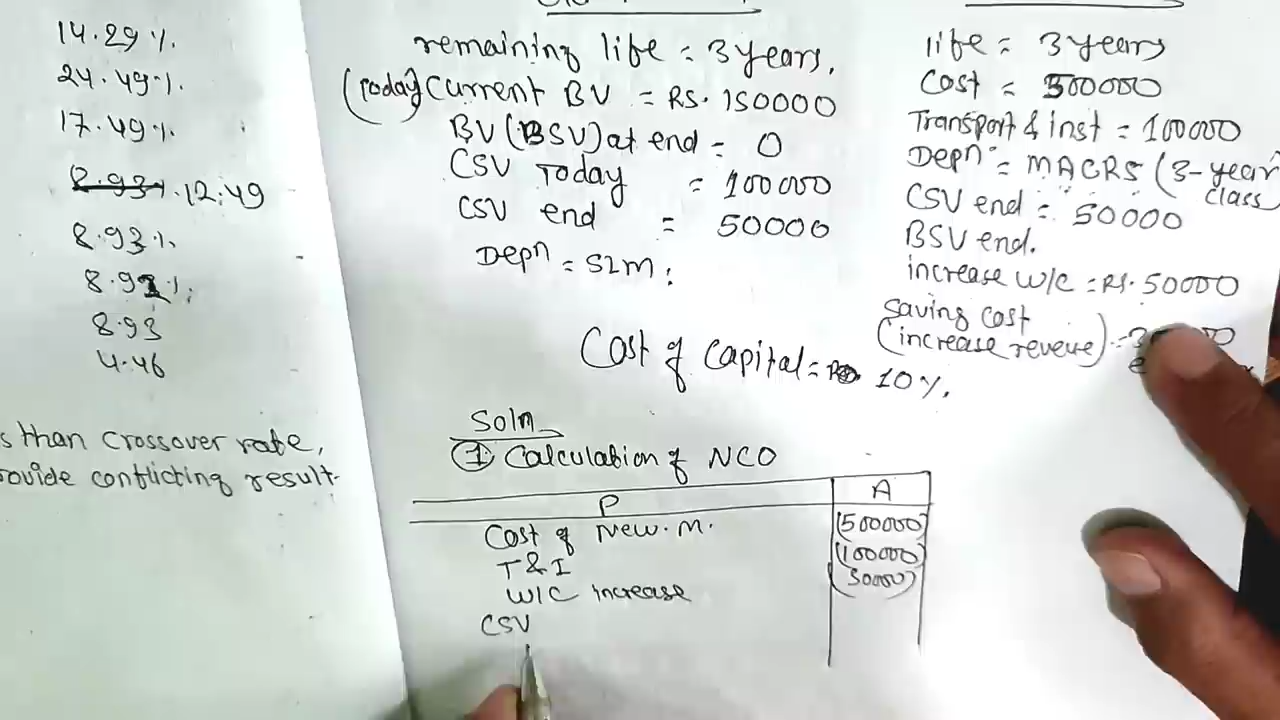 14.29%.
24.49%.
17.49%.
12.49
8.93%.
8.92%.
8.93
4.46
s than crossover rate,
rovide conflicting result.
remaining life = 3 years.
(Today) Current BV = RS. 150000
BV (BSV) at end = 0
CSV Today = 100000
CSV end = 50000
Depn = SLM.
life = 3 years
Cost = 500000
Transport & inst = 100000
Depn = MACRS (3-year class)
CSV end = 50000
BSV end.
increase W/C = RS. 50000
Saving cost
(increase reveue)
Cost of Capital = 10%.
Soln
1 Calculation of NCO
P A
Cost of New.M. (500000)
T&I (100000)
W/C increase (50000)
CSV